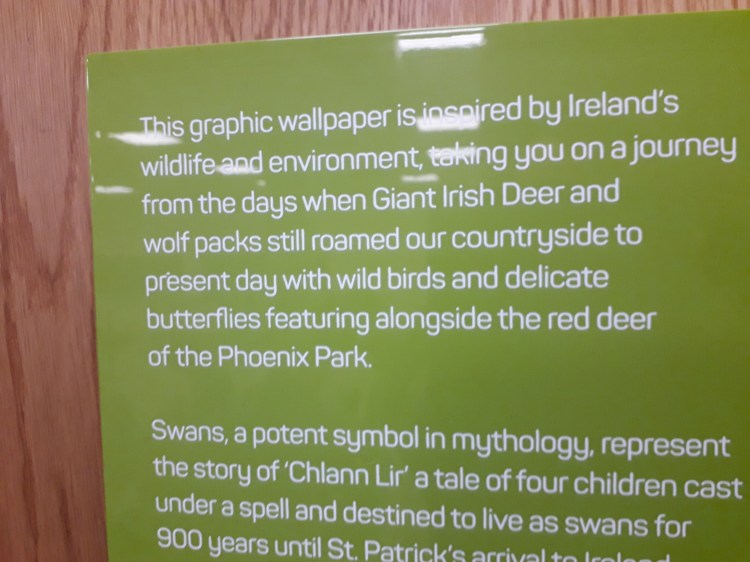 This graphic wallpaper is inspired by Ireland's
wildlife and environment, taking you on a journey
from the days when Giant Irish Deer and
wolf packs still roamed our countryside to
present day with wild birds and delicate
butterflies featuring alongside the red deer
of the Phoenix Park.
Swans, a potent symbol in mythology, represent
the story of 'Chlann Lir' a tale of four children cast
under a spell and destined to live as swans for
900 years until St. Patrick's arrival to Ireland